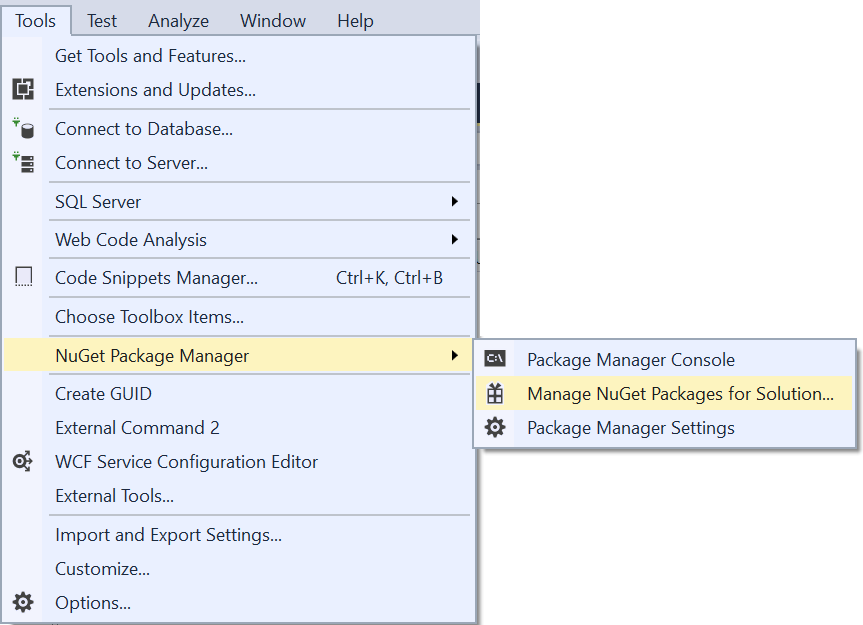 Tools Test Analyze Window Help
Get Tools and Features...
Extensions and Updates...
Connect to Database...
Connect to Server...
SQL Server
Web Code Analysis
Code Snippets Manager... Ctrl+K, Ctrl+B
Choose Toolbox Items...
NuGet Package Manager
Create GUID
External Command 2
WCF Service Configuration Editor
External Tools...
Import and Export Settings...
Customize...
Options...
C:\ Package Manager Console
Manage NuGet Packages for Solution...
Package Manager Settings